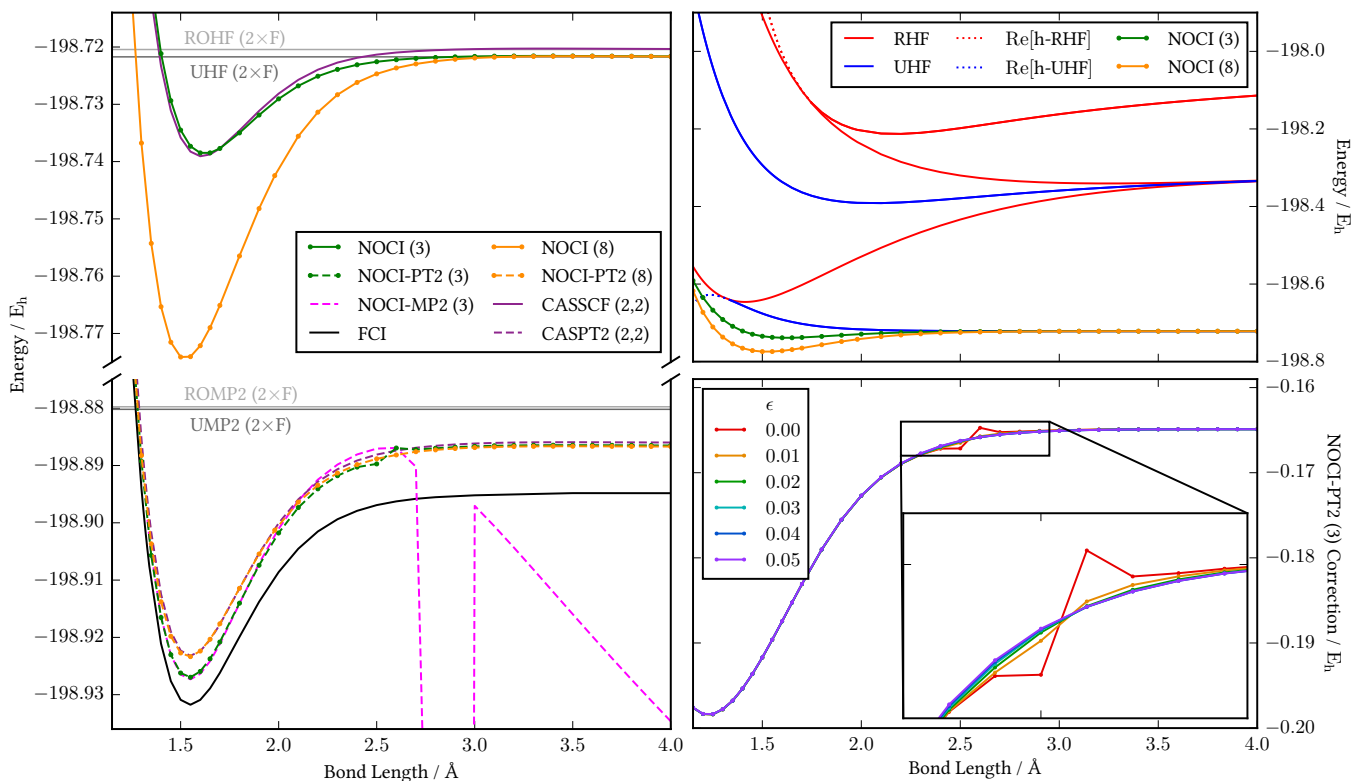 ROHF (2×F)
UHF (2×F)
−198.72
−198.73
−198.74
−198.75
−198.76
−198.77
Energy / E_h
NOCI (3)
NOCI (8)
NOCI-PT2 (3)
NOCI-PT2 (8)
NOCI-MP2 (3)
CASSCF (2,2)
FCI
CASPT2 (2,2)
ROMP2 (2×F)
UMP2 (2×F)
−198.88
−198.89
−198.90
−198.91
−198.92
−198.93
1.5
2.0
2.5
3.0
3.5
4.0
Bond Length / Å
RHF
Re[h-RHF]
NOCI (3)
UHF
Re[h-UHF]
NOCI (8)
−198.0
−198.2
−198.4
−198.6
−198.8
Energy / E_h
ϵ
0.00
0.01
0.02
0.03
0.04
0.05
−0.16
−0.17
−0.18
−0.19
−0.20
NOCI-PT2 (3) Correction / E_h
1.5
2.0
2.5
3.0
3.5
4.0
Bond Length / Å